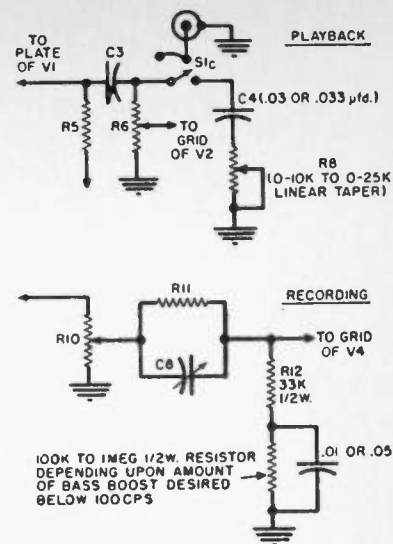 PLAYBACK
TO
PLATE
OF V1
C3
S1c
C4(.03 OR .033 µfd.)
R5
R6
TO
GRID
OF V2
R8
(0-10K TO 0-25K
LINEAR TAPER)
RECORDING
R11
R10
C8
TO GRID
OF V4
R12
33K
1/2W.
100K TO 1MEG 1/2W. RESISTOR
DEPENDING UPON AMOUNT
OF BASS BOOST DESIRED
BELOW 100CPS
.01 OR .05